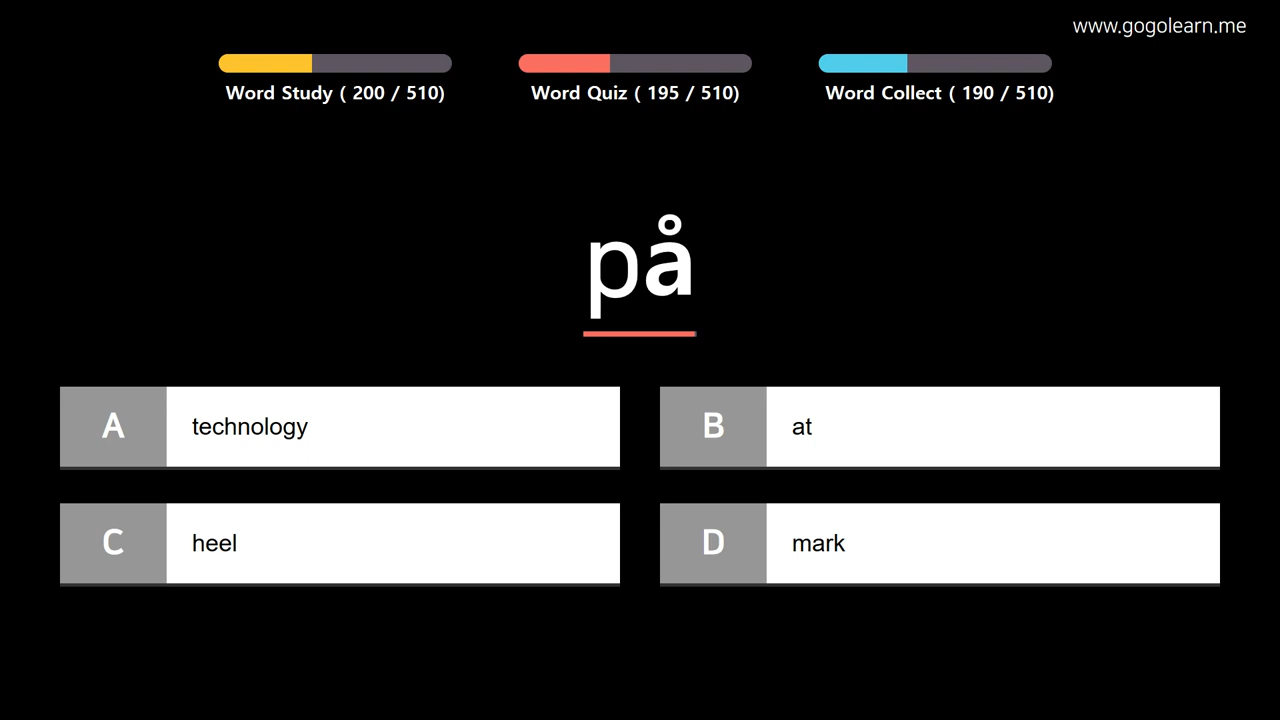 www.gogolearn.me
Word Study ( 200 / 510)
Word Quiz ( 195 / 510)
Word Collect ( 190 / 510)
på
A technology
B at
C heel
D mark